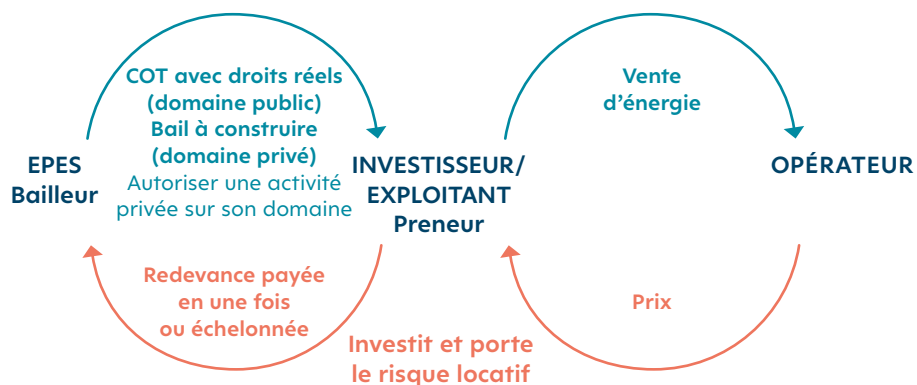 COT avec droits réels
(domaine public)
Bail à construire
(domaine privé)
Autoriser une activité
privée sur son domaine
Vente
d'énergie
EPES
Bailleur
INVESTISSEUR/
EXPLOITANT
Preneur
OPÉRATEUR
Redevance payée
en une fois
ou échelonnée
Prix
Investit et porte
le risque locatif